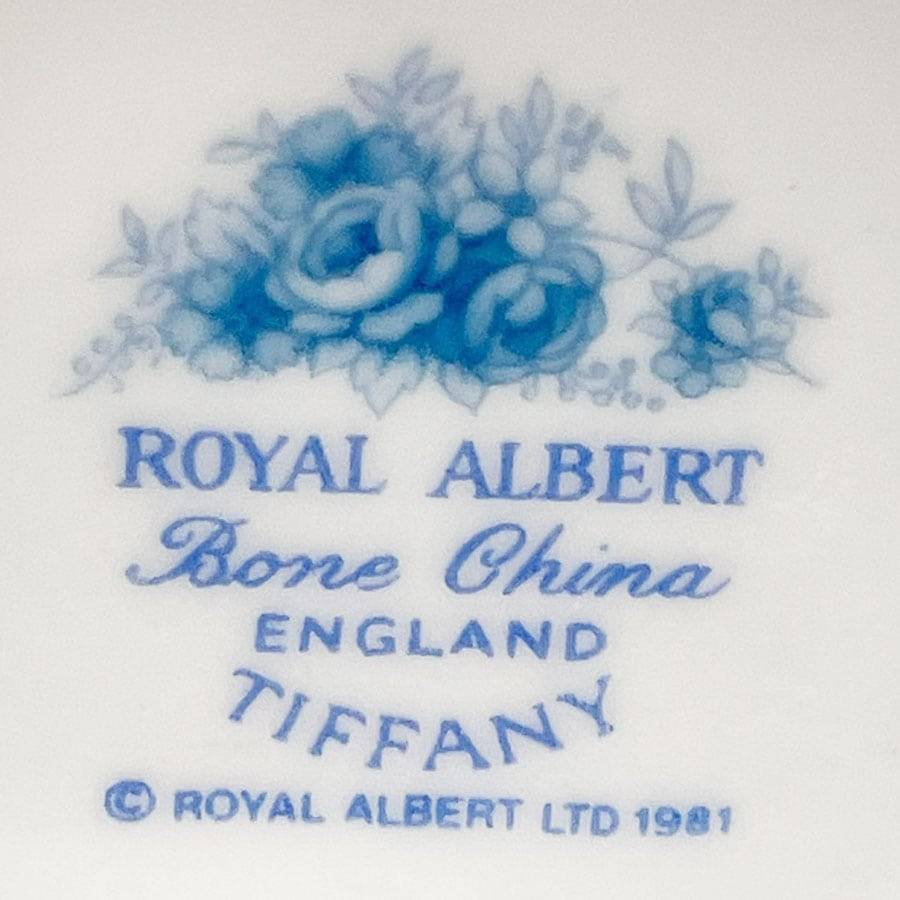 ROYAL ALBERT
Bone China
ENGLAND
TIFFANY
© ROYAL ALBERT LTD 1981